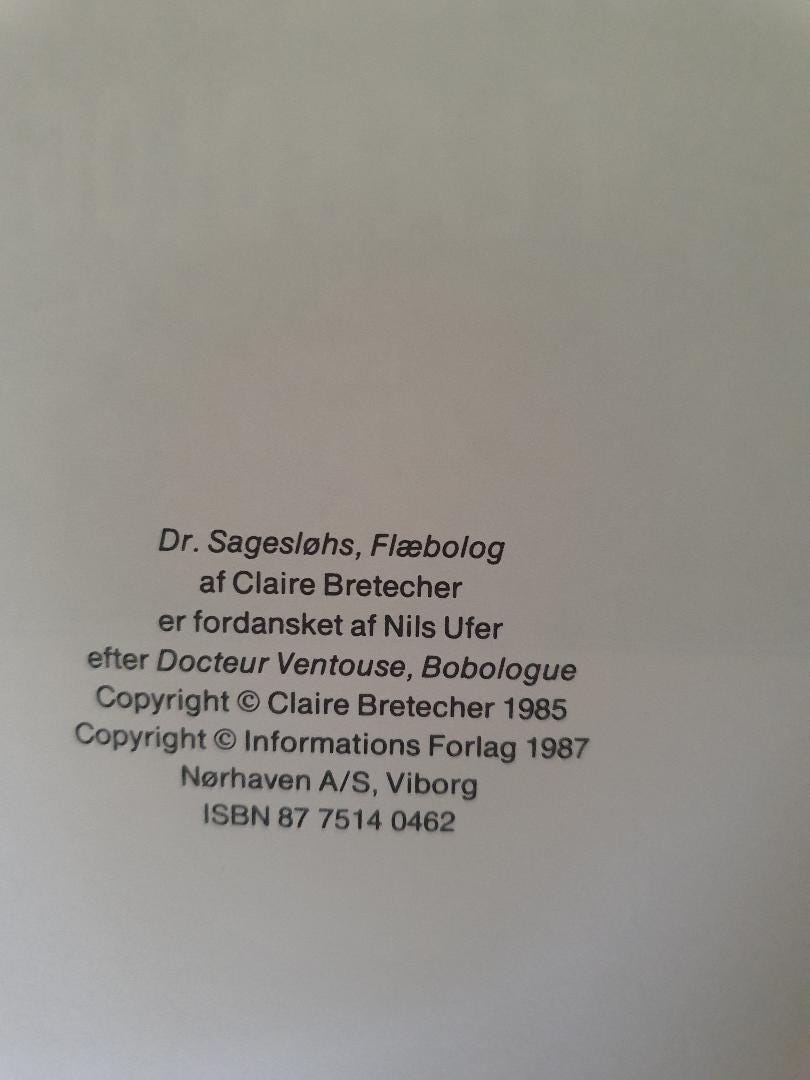 Dr. Sagesløhs, Flæbolog
af Claire Bretecher
er fordansket af Nils Ufer
efter Docteur Ventouse, Bobologue
Copyright © Claire Bretecher 1985
Copyright © Informations Forlag 1987
Nørhaven A/S, Viborg
ISBN 87 7514 0462